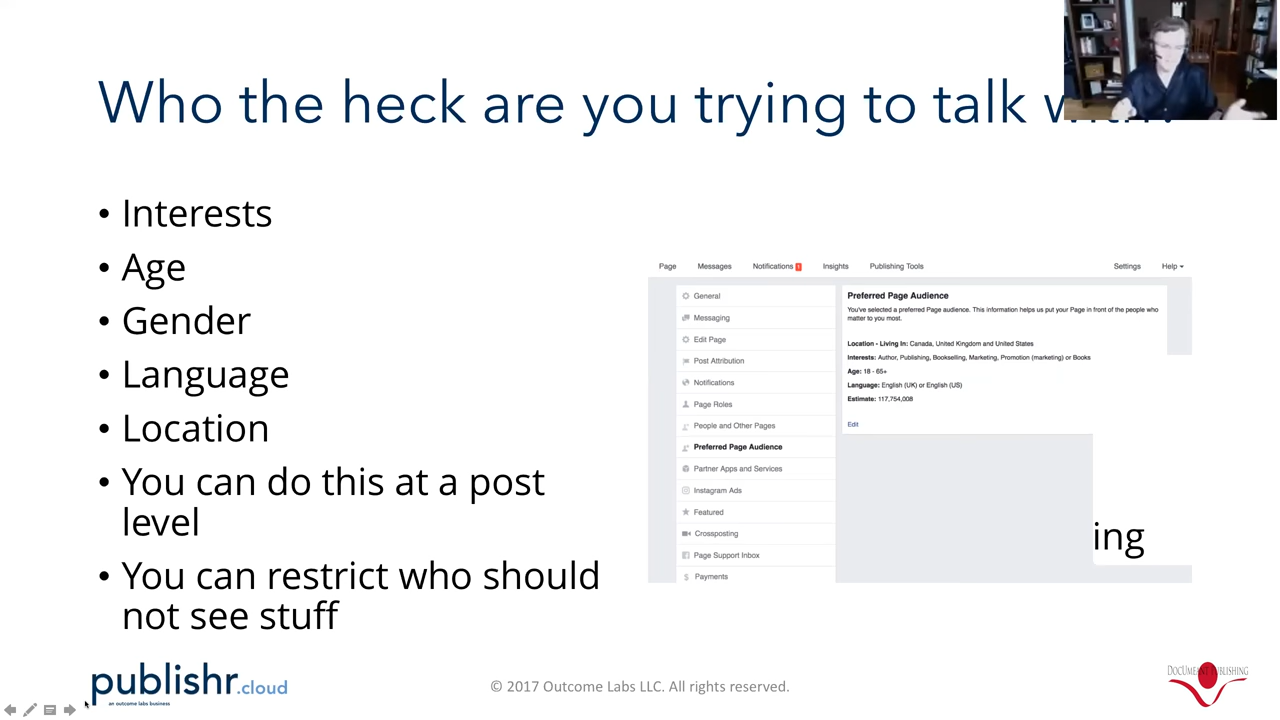 Who the heck are you trying to talk with?
• Interests
• Age
• Gender
• Language
• Location
• You can do this at a post
level
• You can restrict who should
not see stuff
Page Messages Notifications 1 Insights Publishing Tools Settings Help
General
Messaging
Edit Page
Post Attribution
Notifications
Page Roles
People and Other Pages
Preferred Page Audience
Partner Apps and Services
Instagram Ads
Featured
Crossposting
Page Support Inbox
Payments
Preferred Page Audience
You've selected a preferred Page audience. This information helps us put your Page in front of the people who
matter to you most.
Location - Living In: Canada, United Kingdom and United States
Interests: Author, Publishing, Bookselling, Marketing, Promotion (marketing) or Books
Age: 18 - 65+
Language: English (UK) or English (US)
Estimate: 117,754,008
Edit
ing
publishr.cloud
an outcome labs business
© 2017 Outcome Labs LLC. All rights reserved.
DOCUMEANT PUBLISHING